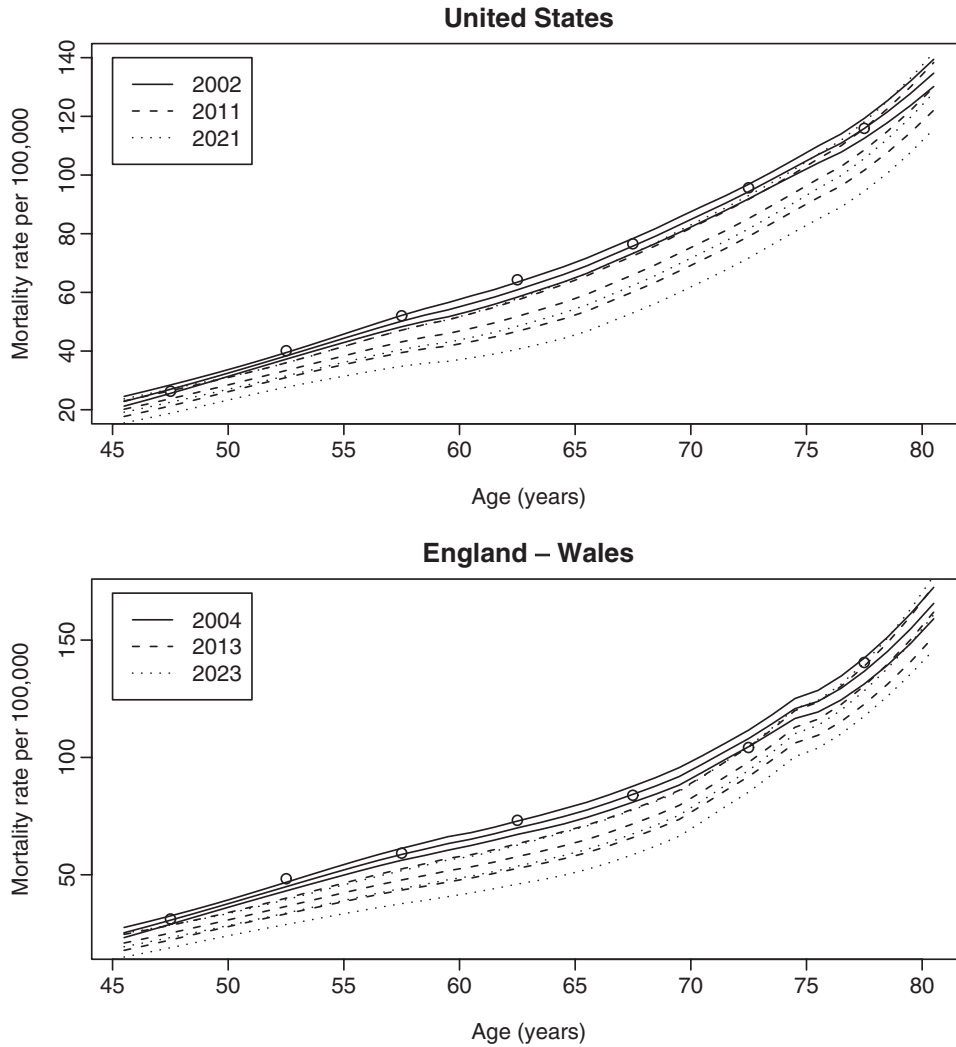 United States
Mortality rate per 100,000
20 40 60 80 100 120 140
2002
2011
2021
45 50 55 60 65 70 75 80
Age (years)
England – Wales
Mortality rate per 100,000
50 100 150
2004
2013
2023
45 50 55 60 65 70 75 80
Age (years)